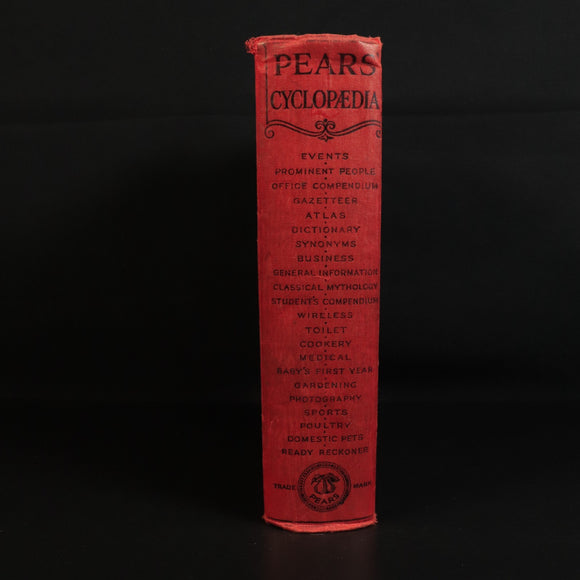 PEARS
CYCLOPÆDIA
EVENTS
PROMINENT PEOPLE
OFFICE COMPENDIUM
GAZETTEER
ATLAS
DICTIONARY
SYNONYMS
BUSINESS
GENERAL INFORMATION
CLASSICAL MYTHOLOGY
STUDENT'S COMPENDIUM
WIRELESS
TOILET
COOKERY
MEDICAL
BABY'S FIRST YEAR
GARDENING
PHOTOGRAPHY
SPORTS
POULTRY
DOMESTIC PETS
READY RECKONER
TRADE MARK
PEARS